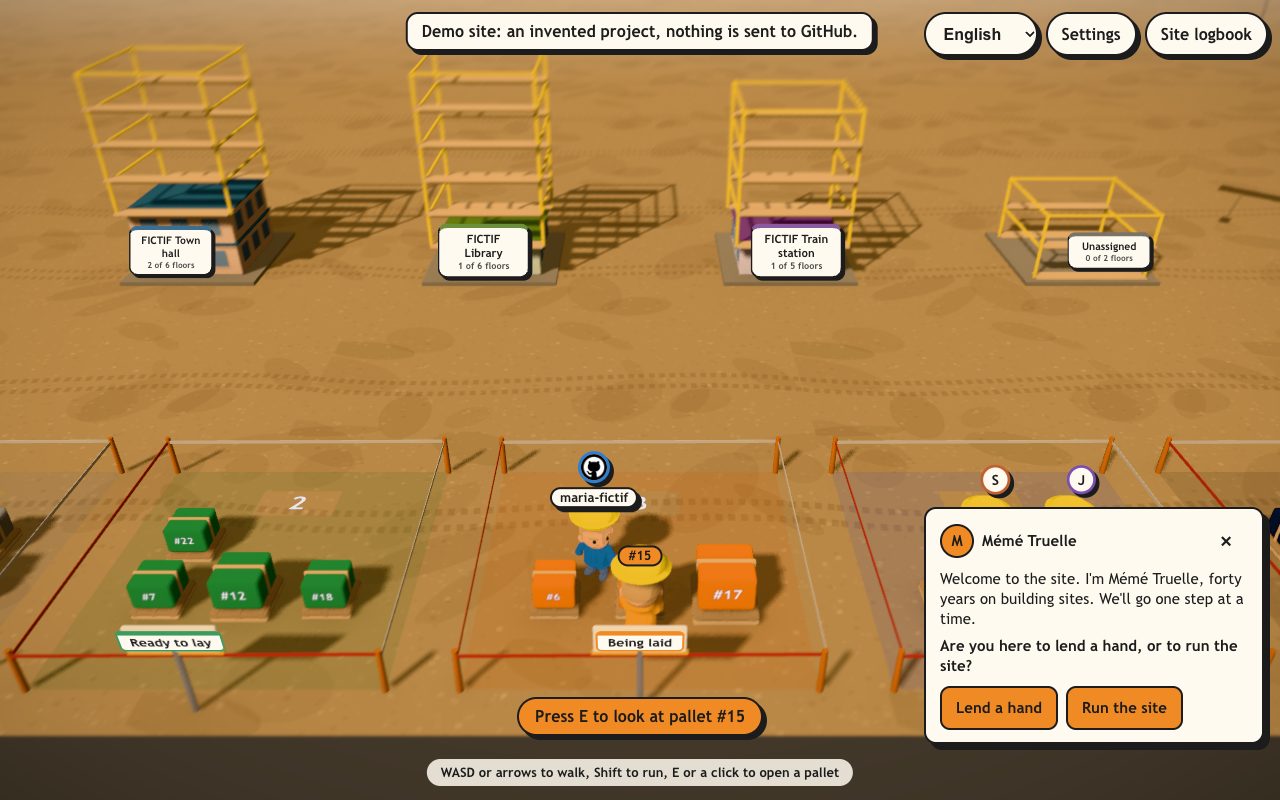 Demo site: an invented project, nothing is sent to GitHub.
English
Settings
Site logbook
FICTIF Town
hall
2 of 6 floors
FICTIF
Library
1 of 6 floors
FICTIF Train
station
1 of 5 floors
Unassigned
0 of 2 floors
2
maria-fictif
S
J
#22
#7
#12
#18
#6
#15
#17
Ready to lay
Being laid
M
Mémé Truelle
×
Welcome to the site. I'm Mémé Truelle, forty
years on building sites. We'll go one step at a
time.
Are you here to lend a hand, or to run the
site?
Lend a hand
Run the site
Press E to look at pallet #15
WASD or arrows to walk, Shift to run, E or a click to open a pallet